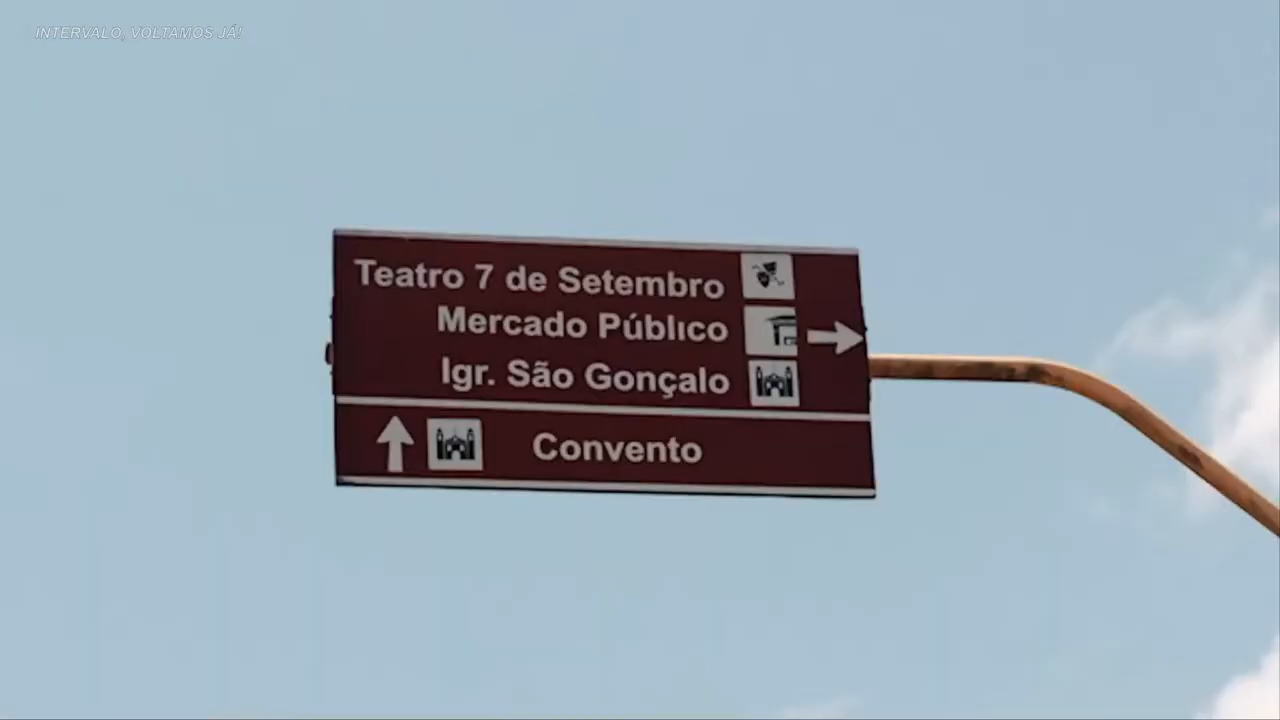 INTERVALO, VOLTAMOS JÁ!
Teatro 7 de Setembro
Mercado Público
Igr. São Gonçalo
Convento